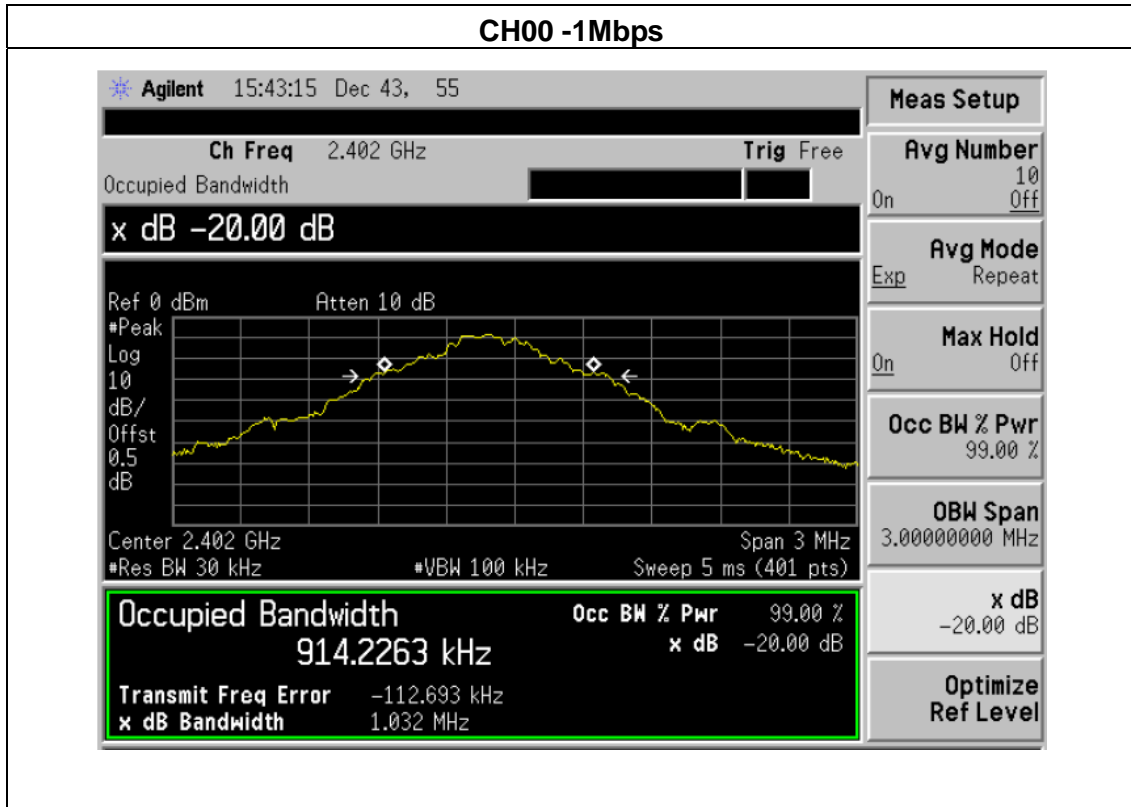 CH00 -1Mbps
Agilent 15:43:15 Dec 43, 55
Meas Setup
Ch Freq 2.402 GHz Trig Free
Occupied Bandwidth
Avg Number
10
On Off
x dB -20.00 dB
Avg Mode
Exp Repeat
Ref 0 dBm Atten 10 dB
#Peak
Log
10
dB/
Offst
0.5
dB
Max Hold
On Off
Occ BW % Pwr
99.00 %
Center 2.402 GHz Span 3 MHz
#Res BW 30 kHz #VBW 100 kHz Sweep 5 ms (401 pts)
OBW Span
3.00000000 MHz
Occupied Bandwidth Occ BW % Pwr 99.00 %
914.2263 kHz x dB -20.00 dB
Transmit Freq Error -112.693 kHz
x dB Bandwidth 1.032 MHz
x dB
-20.00 dB
Optimize
Ref Level